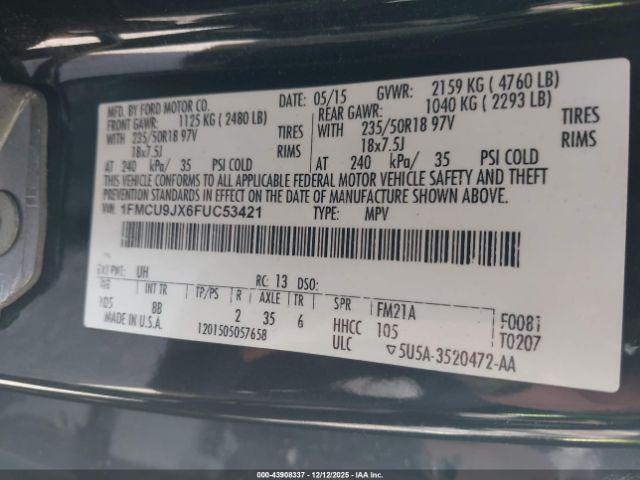 MFD. BY FORD MOTOR CO. DATE: 05/15 GVWR: 2159 KG ( 4760 LB)
FRONT GAWR: 1125 KG ( 2480 LB) REAR GAWR: 1040 KG ( 2293 LB)
WITH 235/50R18 97V TIRES WITH 235/50R18 97V TIRES
18x7.5J RIMS 18x7.5J RIMS
AT 240 kPa/ 35 PSI COLD AT 240 kPa/ 35 PSI COLD
THIS VEHICLE CONFORMS TO ALL APPLICABLE FEDERAL MOTOR VEHICLE SAFETY AND THEFT
PREVENTION STANDARDS IN EFFECT ON THE DATE OF MANUFACTURE SHOWN ABOVE.
VIN: 1FMCU9JX6FUC53421 TYPE: MPV
EXT PNT: UH RC: 13 DSO:
INT TR TP/PS R AXLE TR SPR FM21A F0081
105 BB 2 35 6 HHCC 105 T0207
MADE IN U.S.A. 1201505057658 ULC ▽5U5A-3520472-AA
000-43908337 - 12/12/2025 - IAA Inc.